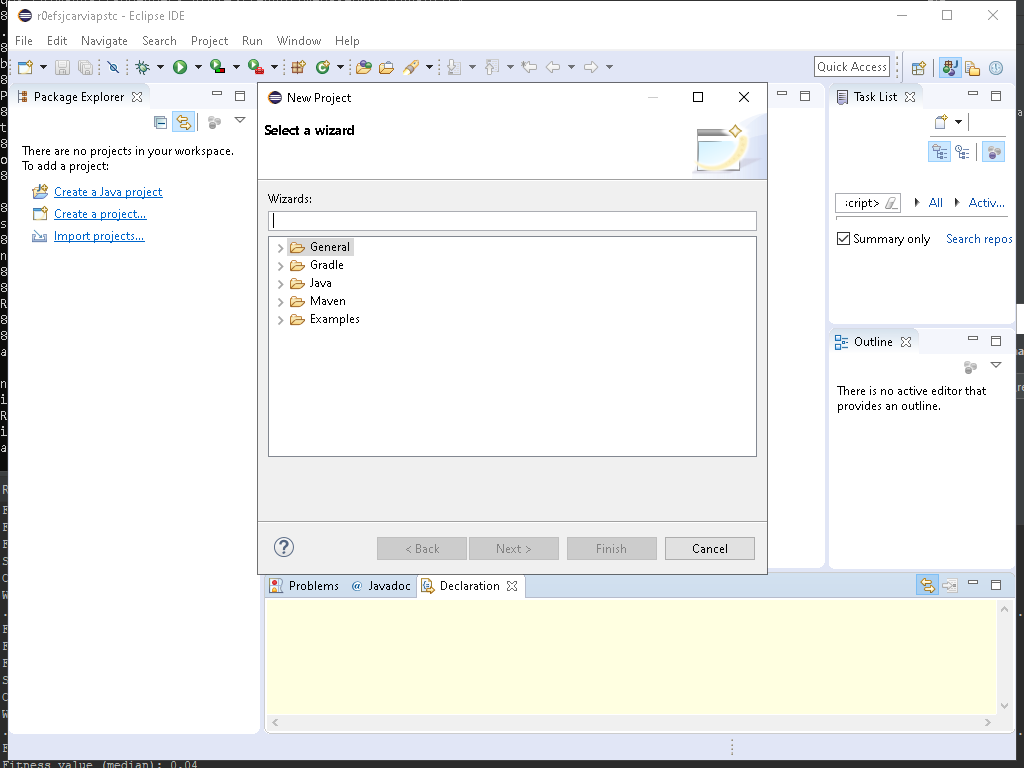 r0efsjcarviapstc - Eclipse IDE
File Edit Navigate Search Project Run Window Help
Quick Access
Package Explorer
There are no projects in your workspace.
To add a project:
Create a Java project
Create a project...
Import projects...
New Project
Select a wizard
Wizards:
General
Gradle
Java
Maven
Examples
< Back Next > Finish Cancel
Task List
:cript> All Activ...
Summary only Search repos
Outline
There is no active editor that
provides an outline.
Problems @ Javadoc Declaration
Fitness value (median): 0.04